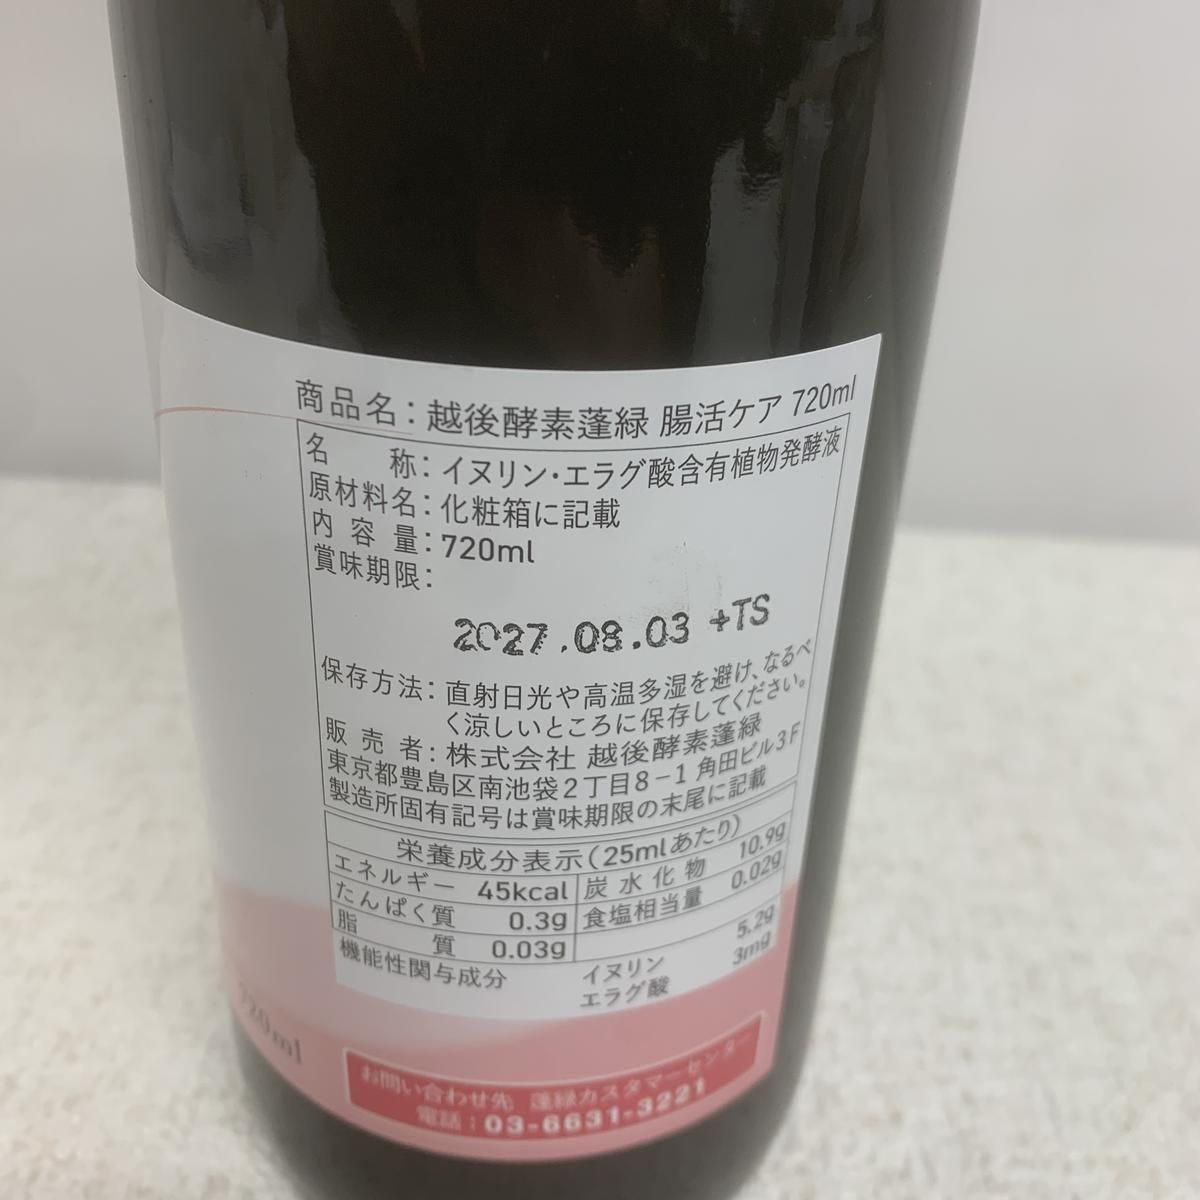 商品名：越後酵素蓬緑 腸活ケア 720ml
名称：イヌリン・エラグ酸含有植物発酵液
原材料名：化粧箱に記載
内容量：720ml
賞味期限：
2027.08.03 +TS
保存方法：直射日光や高温多湿を避け、なるべ
く涼しいところに保存してください。
販売者：株式会社 越後酵素蓬緑
東京都豊島区南池袋2丁目8-1 角田ビル3F
製造所固有記号は賞味期限の末尾に記載
栄養成分表示(25mlあたり)
エネルギー 45kcal 炭水化物 10.9g
たんぱく質 0.3g 食塩相当量 0.02g
脂質 0.03g
機能性関与成分 イヌリン 5.2g
エラグ酸 3mg
720ml
お問い合わせ先 蓬緑カスタマーセンター
電話：03-6631-3221